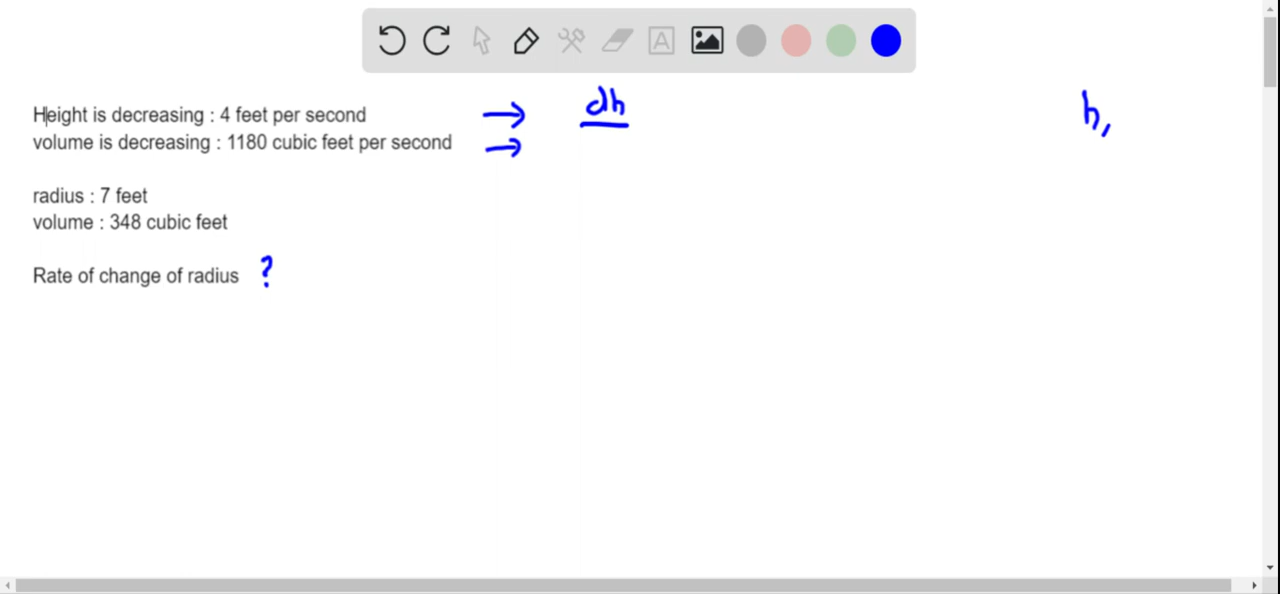 Height is decreasing : 4 feet per second → dh h,
volume is decreasing : 1180 cubic feet per second →
radius : 7 feet
volume : 348 cubic feet
Rate of change of radius ?